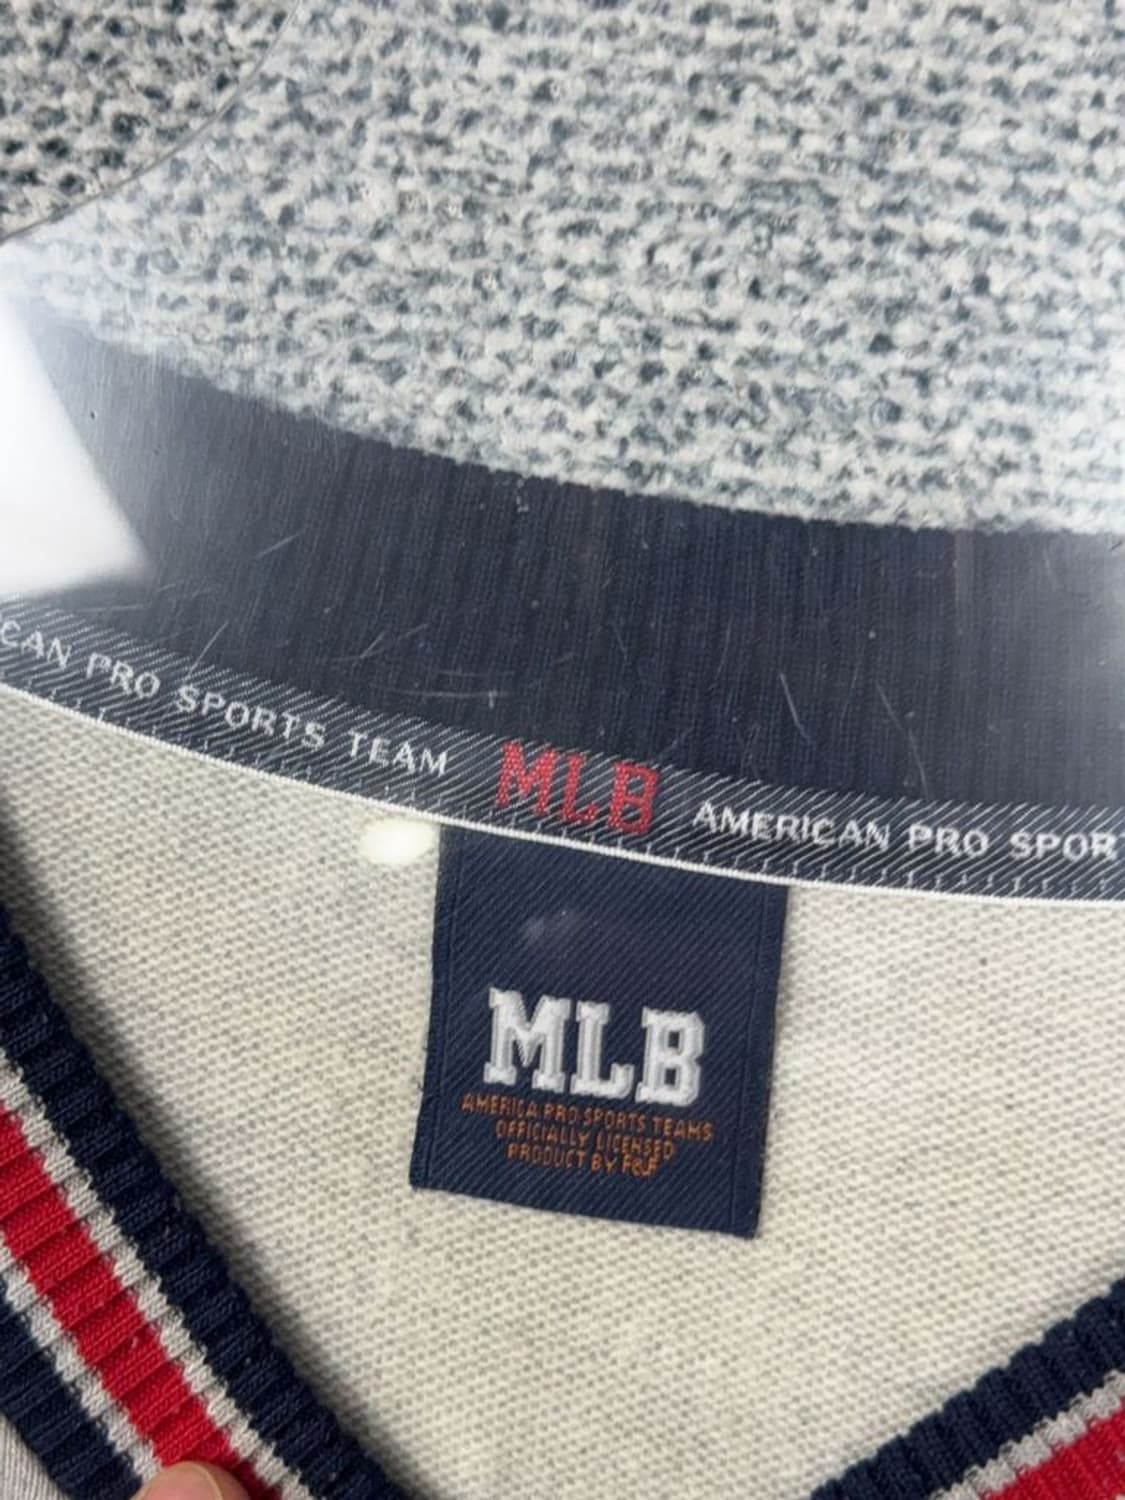 CAN PRO SPORTS TEAM MLB AMERICAN PRO SPORT
MLB
AMERICA PRO SPORTS TEAMS
OFFICIALLY LICENSED
PRODUCT BY F&F